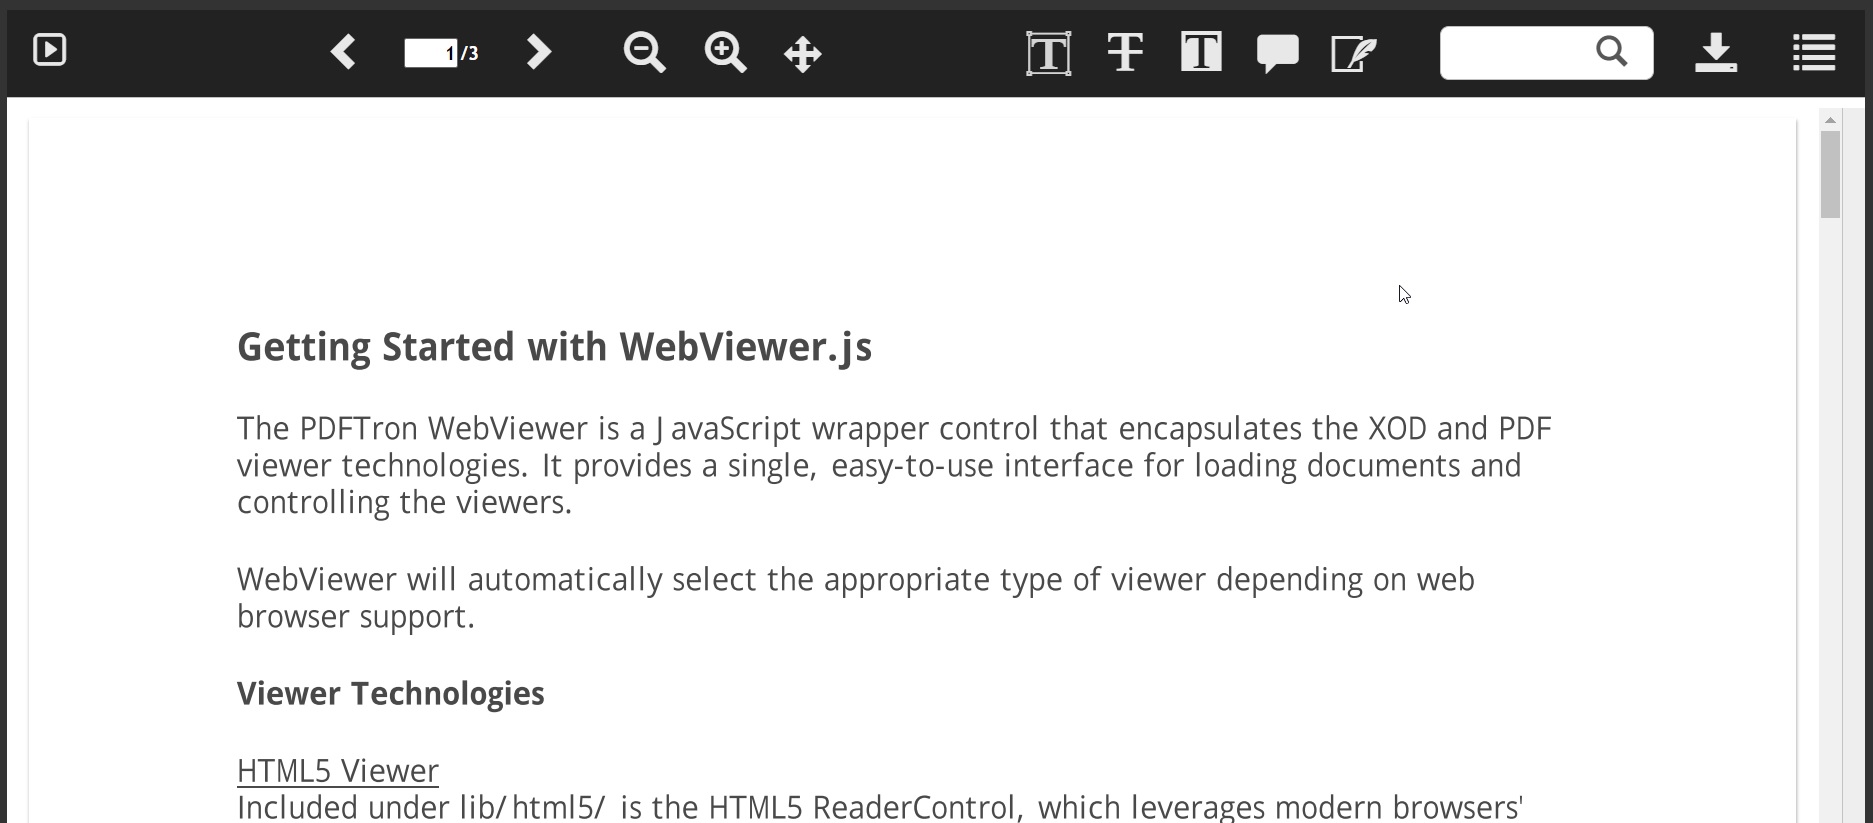 1 /3
Getting Started with WebViewer.js
The PDFTron WebViewer is a JavaScript wrapper control that encapsulates the XOD and PDF
viewer technologies. It provides a single, easy-to-use interface for loading documents and
controlling the viewers.
WebViewer will automatically select the appropriate type of viewer depending on web
browser support.
Viewer Technologies
HTML5 Viewer
Included under lib/html5/ is the HTML5 ReaderControl, which leverages modern browsers'